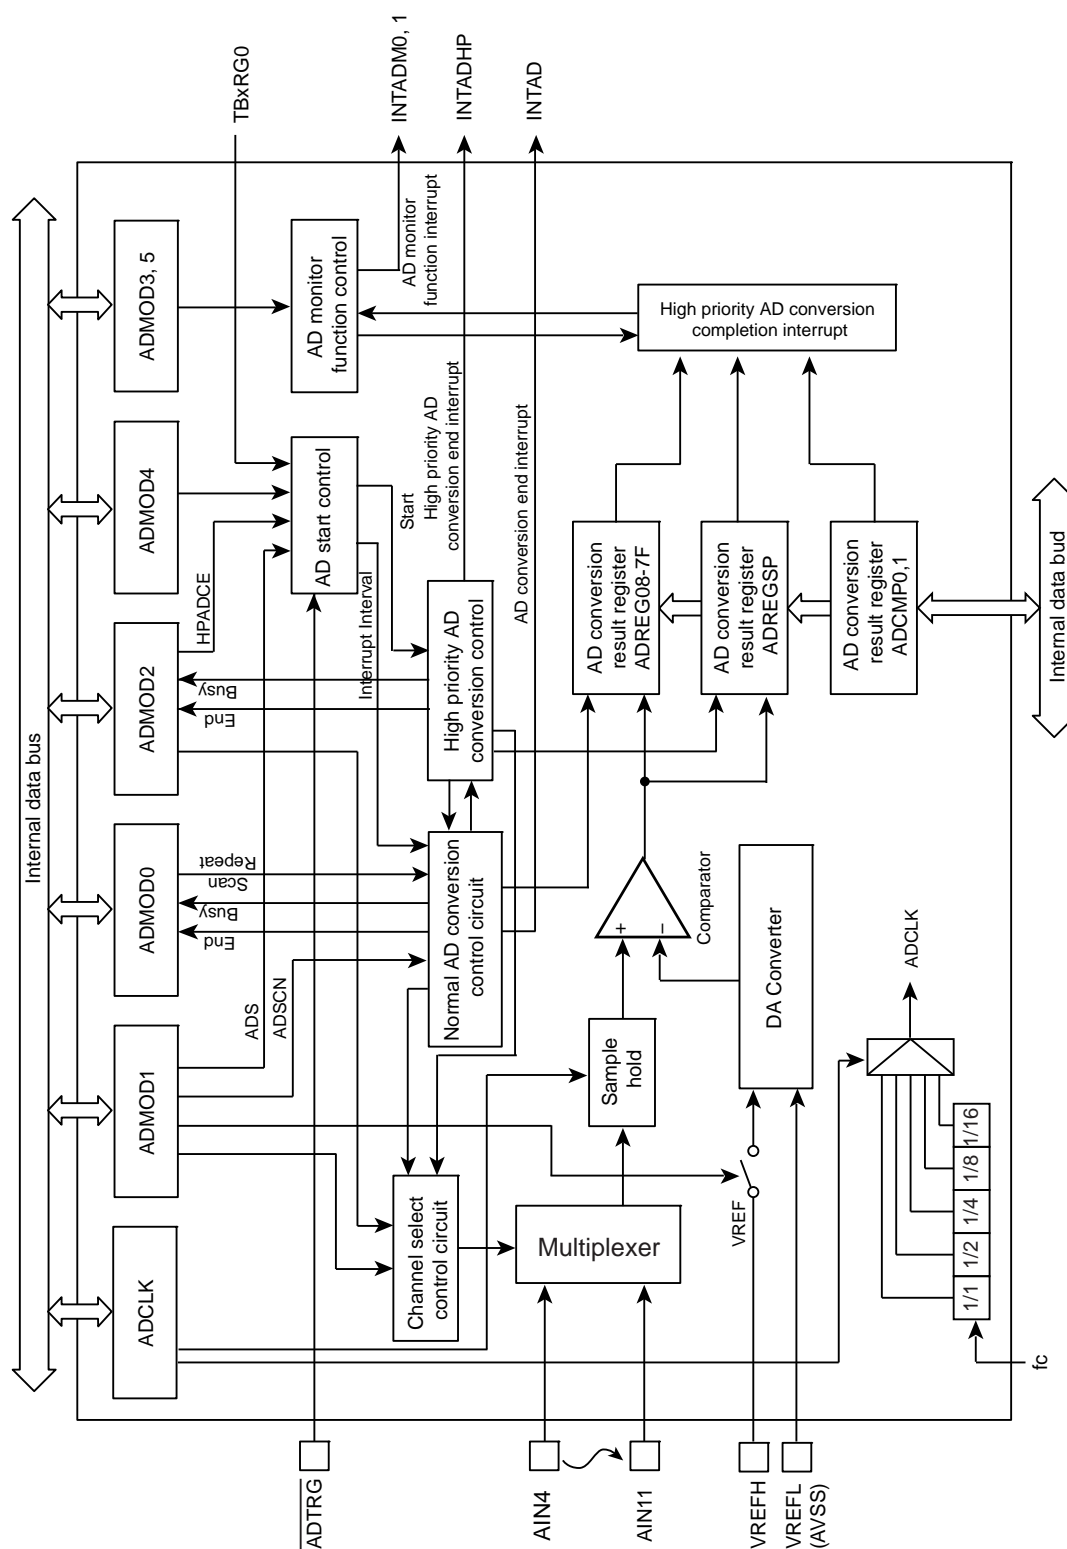 Internal data bus
ADCLK
ADMOD1
ADMOD0
ADMOD2
ADMOD4
ADMOD3, 5
ADS
ADSCN
End
Busy
Scan
Repeat
End
Busy
HPADCE
TBxRG0
ADTRG
AD start control
AD monitor
function control
INTADM0, 1
INTADHP
INTAD
AD monitor
function interrupt
Interrupt Interval
Start
High priority AD
conversion end interrupt
AD conversion end interrupt
Channel select
control circuit
Normal AD conversion
control circuit
High priority AD
conversion control
AIN4
AIN11
Multiplexer
Sample
hold
+
−
Comparator
AD conversion
result register
ADREG08-7F
AD conversion
result register
ADREGSP
AD conversion
result register
ADCMP0,1
High priority AD conversion
completion interrupt
VREFH
VREFL
(AVSS)
VREF
DA Converter
ADCLK
fc
1/1
1/2
1/4
1/8
1/16
Internal data bud